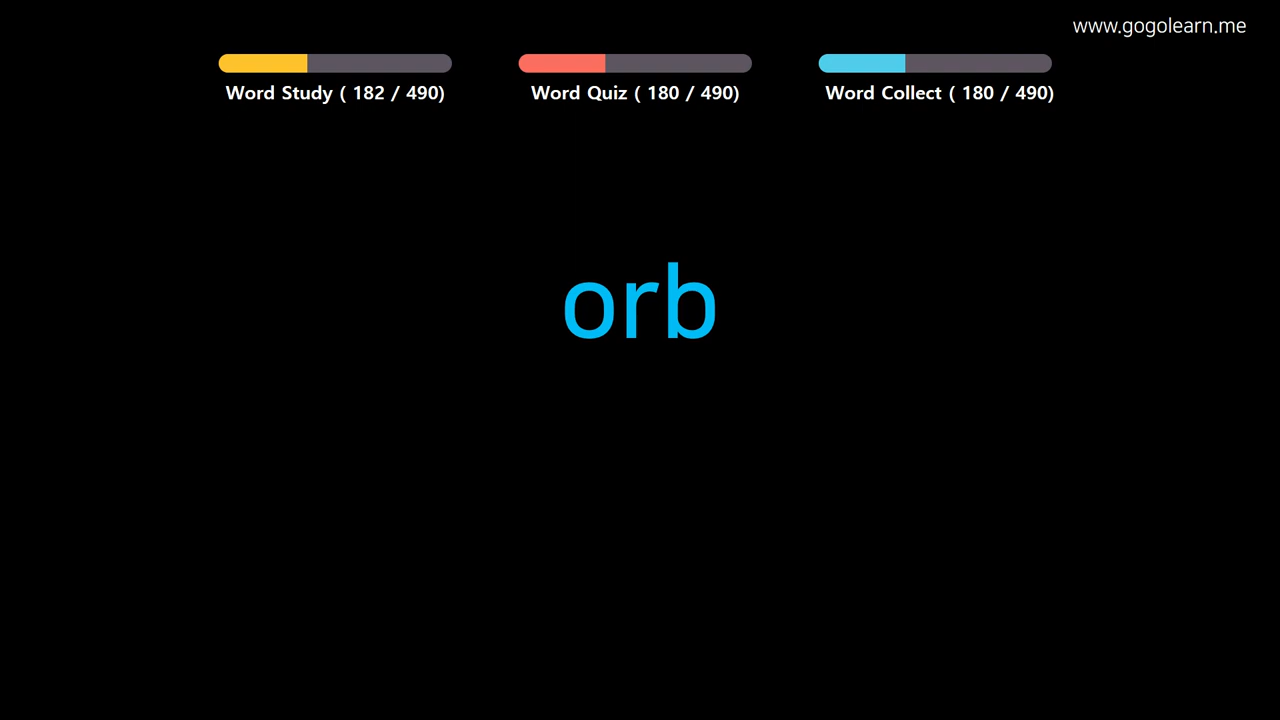 www.gogolearn.me
Word Study ( 182 / 490) Word Quiz ( 180 / 490) Word Collect ( 180 / 490)
orb